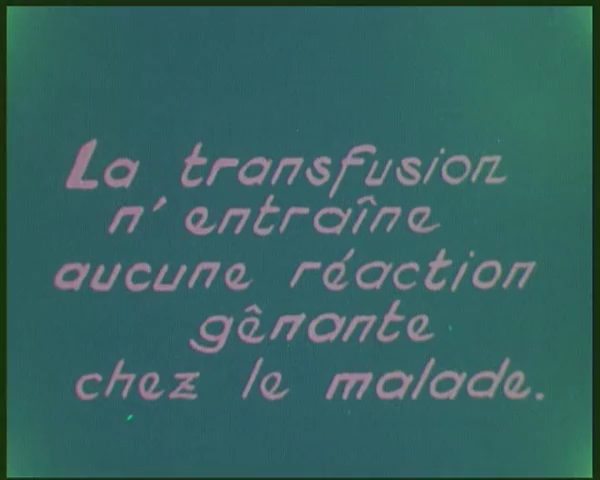 La transfusion
n'entraîne
aucune réaction
gênante
chez le malade.